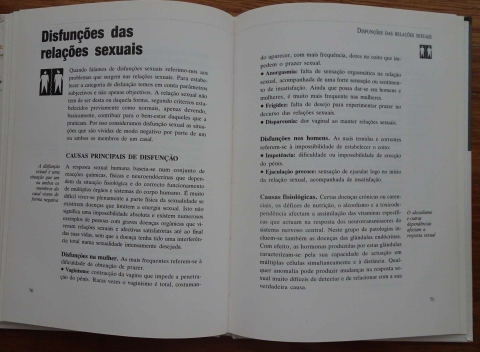 Disfunções das
relações sexuais
Quando falamos de disfunções sexuais referimo-nos aos
problemas que surgem nas relações sexuais. Para estabe-
lecer a categoria de disfunção temos em conta parâmetros
subjectivos e não apenas objectivos. A relação sexual não
tem de ser desta ou daquela forma, segundo critérios esta-
belecidos previamente como normais, apenas devendo,
basicamente, contribuir para o bem-estar daqueles que a
praticam. Por isso consideramos disfunção sexual as situa-
ções que são vividas de modo negativo por parte de um
ou ambos os membros de um casal.
A disfunção
sexual é uma
situação que um
ou ambos os
membros do
casal vivem de
forma negativa
CAUSAS PRINCIPAIS DE DISFUNÇÃO
A resposta sexual humana baseia-se num conjunto de
reacções químicas, físicas e neuroendócrinas que depen-
dem da situação fisiológica e do correcto funcionamento
de múltiplos órgãos e sistemas do corpo humano. É muito
difícil viver-se plenamente a parte física da sexualidade se
existirem doenças que limitem a energia sexual. Isto não
significa uma impossibilidade absoluta e existem numerosos
exemplos de pessoas com graves doenças orgânicas que vi-
veram relações sexuais e afectivas satisfatórias até ao final
das suas vidas, sem que a doença tenha tido uma interferên-
cia total numa sexualidade intensamente desejada.
Disfunções na mulher. As mais frequentes referem-se à
dificuldade de obtenção de prazer.
• Vaginismo: contracção da vagina que impede a penetra-
ção do pénis. Raras vezes o vaginismo é total, costuman-
76
DISFUNÇÕES DAS RELAÇÕES SEXUAIS
do aparecer, com mais frequência, dores no coito que im-
pedem o prazer sexual.
• Anorgasmia: falta de sensação orgasmática na relação
sexual, acompanhada de uma forte sensação ou sentimen-
to de insatisfação. Ainda que possa dar-se em homens e
mulheres, é muito mais frequente nas mulheres.
• Frigidez: falta de desejo para experimentar prazer no
decurso das relações sexuais.
• Dispareunia: dor vaginal ao manter relações sexuais.
Disfunções nos homens. As mais temidas e correntes
referem-se à impossibilidade de estabelecer o coito.
• Impotência: dificuldade ou impossibilidade de erecção
do pénis.
• Ejaculação precoce: sensação de ejacular logo no início
da relação sexual, acompanhada de insatisfação.
Causas fisiológicas. Certas doenças crónicas ou caren-
ciais, os défices de nutrição, o alcoolismo e a toxicode-
pendência afectam a assimilação das vitaminas específi-
cas que actuam na resposta dos neurotransmissores do
sistema nervoso central. Neste grupo de patologias in-
cluem-se também as doenças das glândulas endócrinas.
Com efeito, as hormonas produzidas por estas glândulas
caracterizam-se pela sua capacidade de actuação em
múltiplas células simultaneamente e à distância. Qual-
quer anomalia pode produzir mudanças na resposta se-
xual muito difíceis de detectar e de relacionar com a sua
verdadeira causa.
O alcoolismo
e outras
dependências
afectam a
resposta sexual